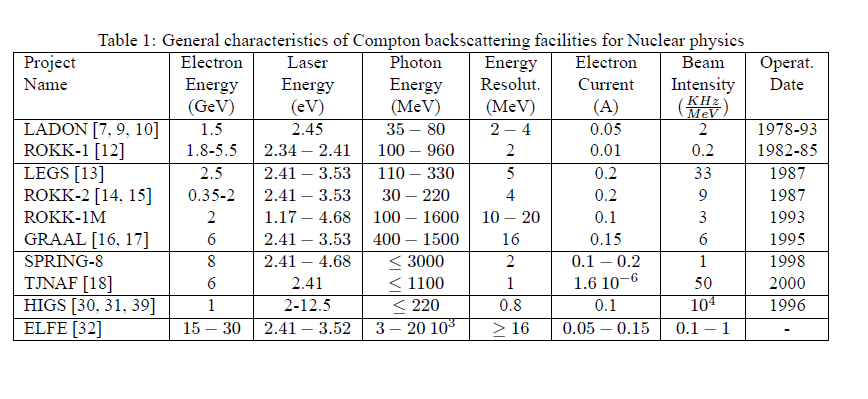 Table 1: General characteristics of Compton backscattering facilities for Nuclear physics
Project Electron Laser Photon Energy Electron Beam Operat.
Name Energy Energy Energy Resolut. Current Intensity Date
(GeV) (eV) (MeV) (MeV) (A) (KHz/MeV)
LADON [7, 9, 10] 1.5 2.45 35 – 80 2 – 4 0.05 2 1978-93
ROKK-1 [12] 1.8-5.5 2.34 – 2.41 100 – 960 2 0.01 0.2 1982-85
LEGS [13] 2.5 2.41 – 3.53 110 – 330 5 0.2 33 1987
ROKK-2 [14, 15] 0.35-2 2.41 – 3.53 30 – 220 4 0.2 9 1987
ROKK-1M 2 1.17 – 4.68 100 – 1600 10 – 20 0.1 3 1993
GRAAL [16, 17] 6 2.41 – 3.53 400 – 1500 16 0.15 6 1995
SPRING-8 8 2.41 – 4.68 ≤ 3000 2 0.1 – 0.2 1 1998
TJNAF [18] 6 2.41 ≤ 1100 1 1.6 10⁻⁶ 50 2000
HIGS [30, 31, 39] 1 2-12.5 ≤ 220 0.8 0.1 10⁴ 1996
ELFE [32] 15 – 30 2.41 – 3.52 3 – 20 10³ ≥ 16 0.05 – 0.15 0.1 – 1 -